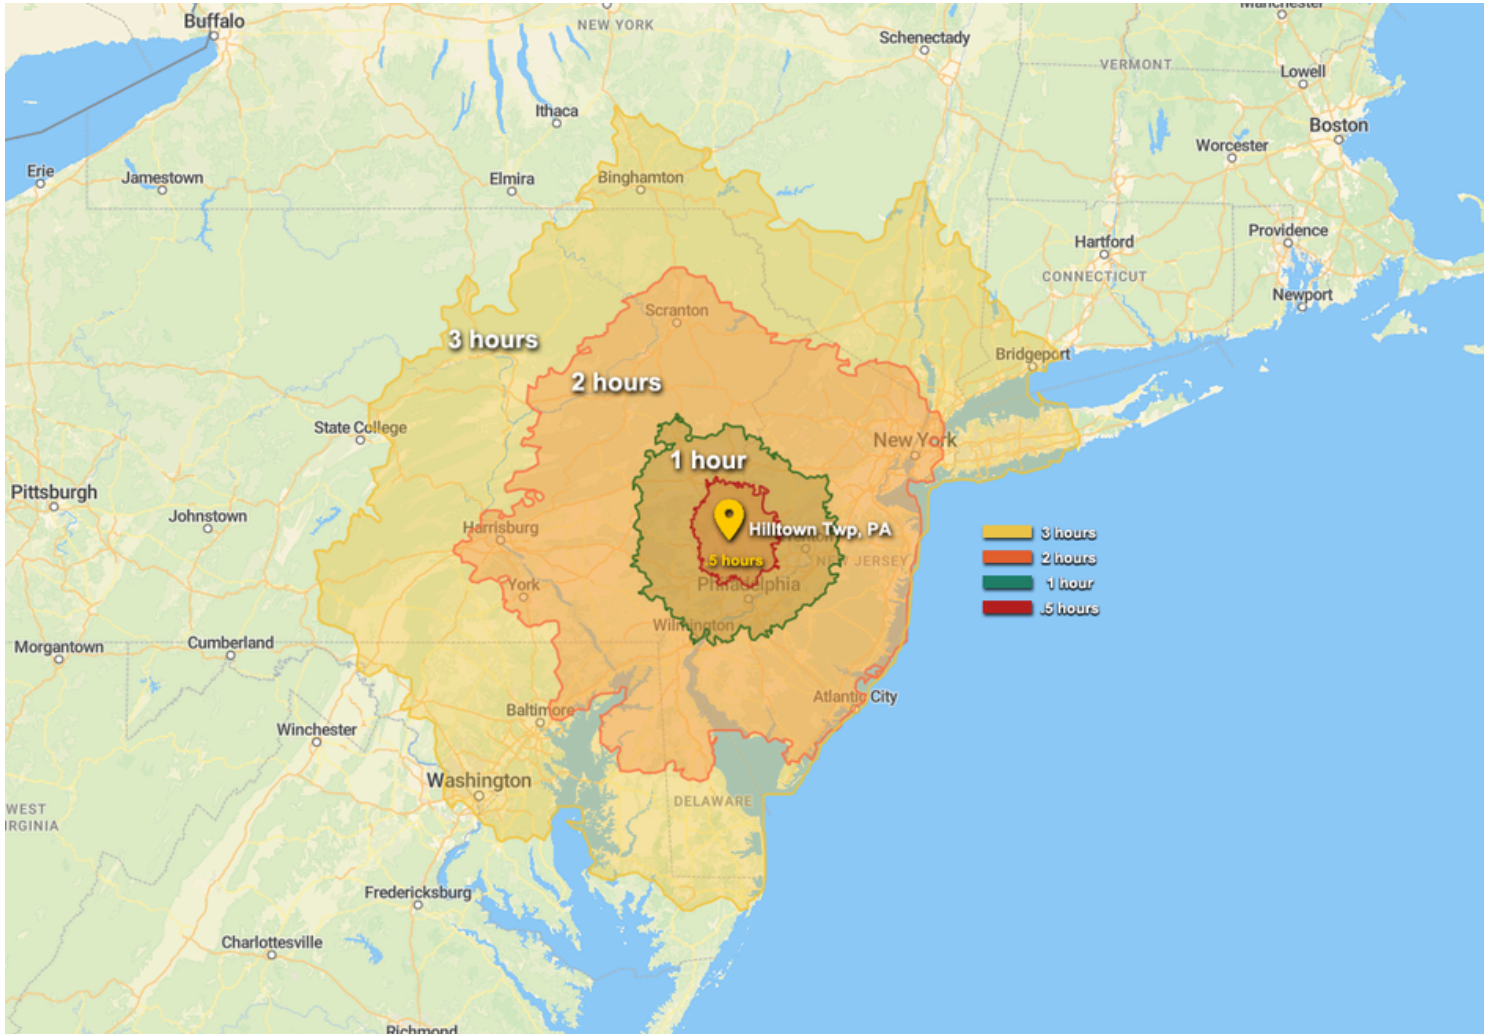 Manchester
Buffalo
NEW YORK
Schenectady
VERMONT
Lowell
Ithaca
Boston
Worcester
Erie
Jamestown
Elmira
Binghamton
Providence
Hartford
CONNECTICUT
Newport
Scranton
3 hours
Bridgeport
2 hours
State College
New York
1 hour
Pittsburgh
Johnstown
Harrisburg
Hilltown Twp, PA
3 hours
2 hours
.5 hours
NEW JERSEY
1 hour
York
Philadelphia
.5 hours
Wilmington
Morgantown
Cumberland
Atlantic City
Baltimore
Winchester
Washington
DELAWARE
WEST
IRGINIA
Fredericksburg
Charlottesville
Richmond